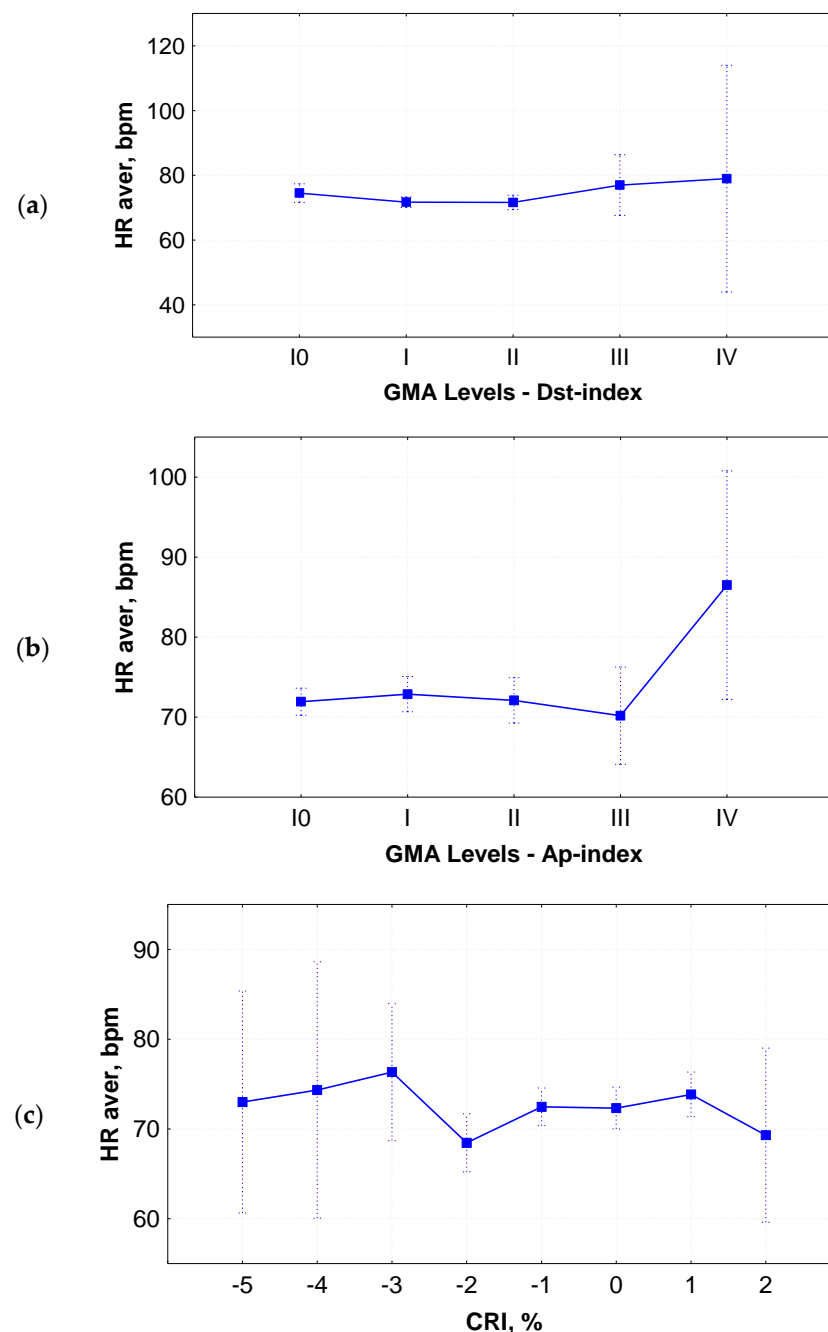 (a)
HR aver, bpm
120
100
80
60
40
I0 I II III IV
GMA Levels - Dst-index
(b)
HR aver, bpm
100
90
80
70
60
I0 I II III IV
GMA Levels - Ap-index
(c)
HR aver, bpm
90
80
70
60
-5 -4 -3 -2 -1 0 1 2
CRI, %